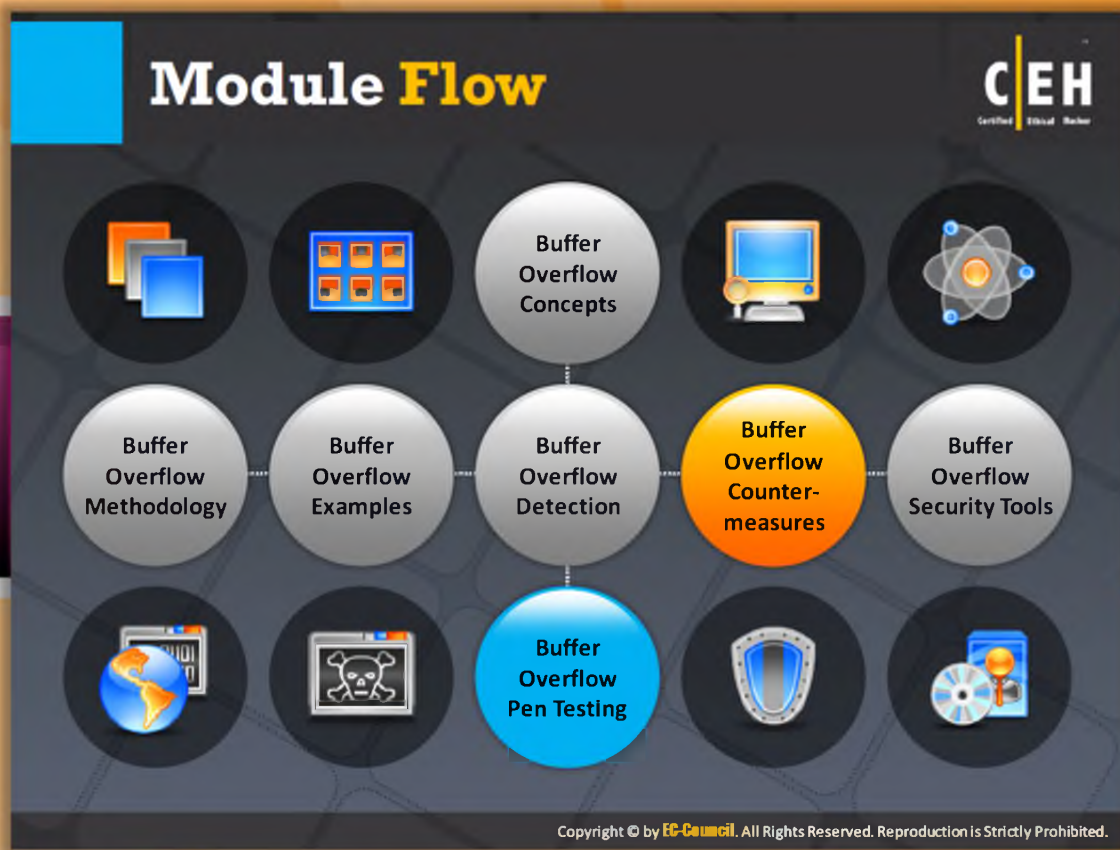 Module Flow
CEH
Certified Ethical Hacker
Buffer
Overflow
Concepts
Buffer
Overflow
Methodology
Buffer
Overflow
Examples
Buffer
Overflow
Detection
Buffer
Overflow
Counter-
measures
Buffer
Overflow
Security Tools
Buffer
Overflow
Pen Testing
Copyright © by EC-Council. All Rights Reserved. Reproduction is Strictly Prohibited.